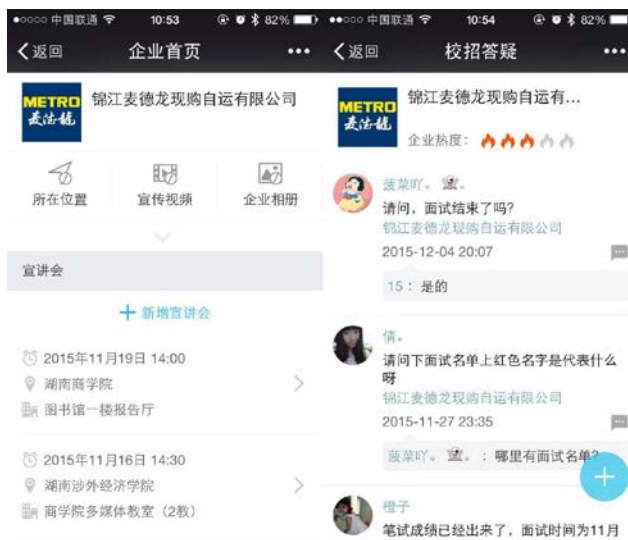 中国联通 10:53 82%
返回 企业首页
METRO
麦德龙
锦江麦德龙现购自运有限公司
所在位置 宣传视频 企业相册
宣讲会
新增宣讲会
2015年11月19日 14:00
湖南商学院
图书馆一楼报告厅
2015年11月16日 14:30
湖南涉外经济学院
商学院多媒体教室（2教）
中国联通 10:54 82%
返回 校招答疑
METRO
麦德龙
锦江麦德龙现购自运有...
企业热度：
菠菜吖。 。
请问，面试结束了吗?
锦江麦德龙现购自运有限公司
2015-12-04 20:07
15： 是的
倩。
请问下面试名单上红色名字是代表什么
呀
锦江麦德龙现购自运有限公司
2015-11-27 23:35
菠菜吖。 。： 哪里有面试名单?
橙子
笔试成绩已经出来了，面试时间为11月